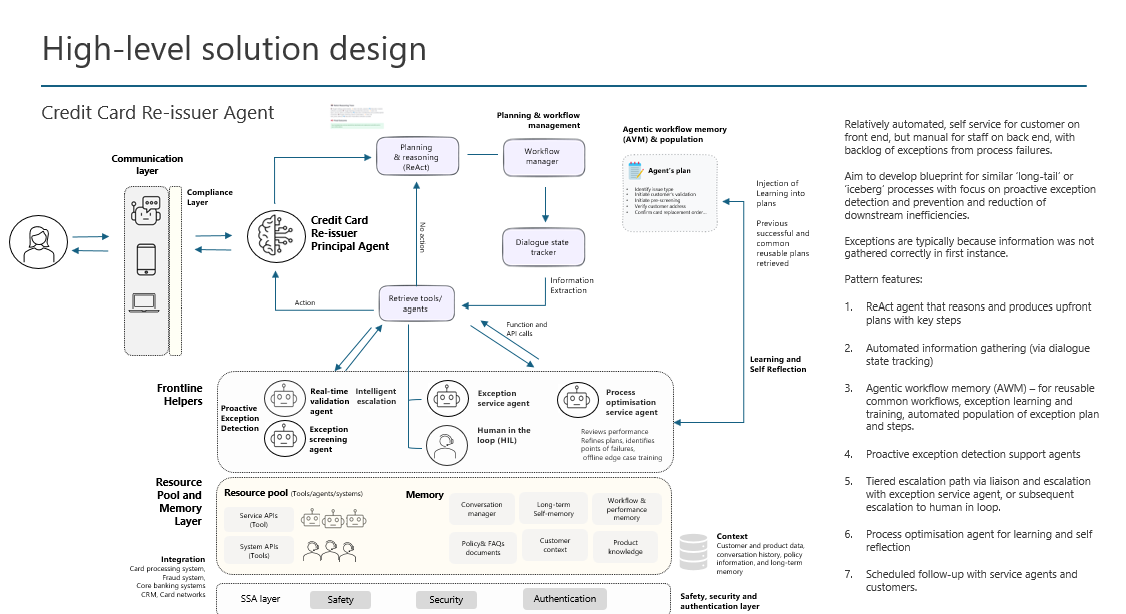 High-level solution design
Credit Card Re-issuer Agent
Communication
layer
Compliance
Layer
Credit Card
Re-issuer
Principal Agent
Planning
& reasoning
(ReAct)
Planning & workflow
management
Workflow
manager
Dialogue state
tracker
Information
Extraction
No action
Action
Retrieve tools/
agents
Function and
API calls
Agentic workflow memory
(AVM) & population
Agent's plan
• Identify issue type
• Initiate customer's validation
• Initiate pre-screening
• Verify customer address
• Confirm card replacement order...
Injection of
Learning into
plans
Previous
successful and
common
reusable plans
retrieved
Learning and
Self Reflection
Frontline
Helpers
Proactive
Exception
Detection
Real-time
validation
agent
Exception
screening
agent
Intelligent
escalation
Exception
service agent
Human in the
loop (HIL)
Process
optimisation
service agent
Reviews performance
Refines plans, identifies
points of failures,
offline edge case training
Resource
Pool and
Memory
Layer
Resource pool (Tools/agents/systems)
Service APIs
(Tool)
System APIs
(Tools)
Memory
Conversation
manager
Long-term
Self-memory
Workflow &
performance
memory
Policy& FAQs
documents
Customer
context
Product
knowledge
Integration
Card processing system,
Fraud system,
Core banking systems
CRM, Card networks
Context
Customer and product data,
conversation history, policy
information, and long-term
memory
SSA layer
Safety
Security
Authentication
Safety, security and
authentication layer
Relatively automated, self service for customer on
front end, but manual for staff on back end, with
backlog of exceptions from process failures.
Aim to develop blueprint for similar 'long-tail' or
'iceberg' processes with focus on proactive exception
detection and prevention and reduction of
downstream inefficiencies.
Exceptions are typically because information was not
gathered correctly in first instance.
Pattern features:
1. ReAct agent that reasons and produces upfront
plans with key steps
2. Automated information gathering (via dialogue
state tracking)
3. Agentic workflow memory (AWM) – for reusable
common workflows, exception learning and
training, automated population of exception plan
and steps.
4. Proactive exception detection support agents
5. Tiered escalation path via liaison and escalation
with exception service agent, or subsequent
escalation to human in loop.
6. Process optimisation agent for learning and self
reflection
7. Scheduled follow-up with service agents and
customers.